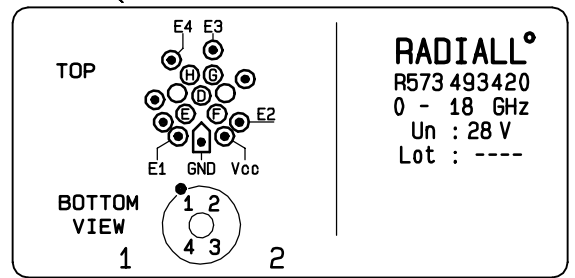 E4 E3
TOP
H G
D
E F
E2
E1 GND Vcc
BOTTOM
VIEW
1 2
4 3
1 2
RADIALL°
R573 493420
0 - 18 GHz
Un : 28 V
Lot : ----